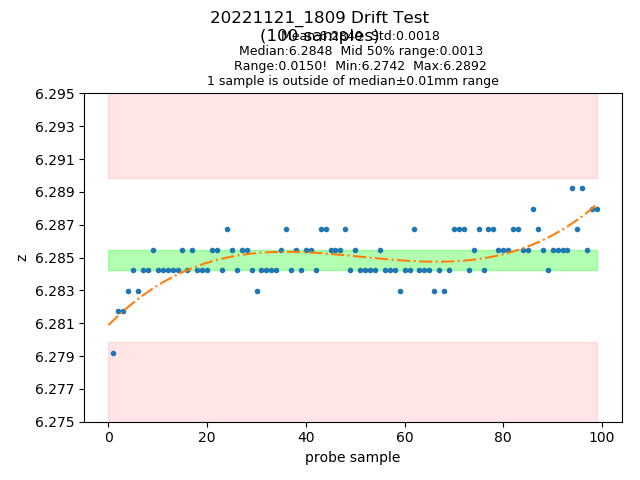 20221121_1809 Drift Test
(100 samples)
Std:0.0018
Median:6.2848 Mid 50% range:0.0013
Range:0.0150! Min:6.2742 Max:6.2892
1 sample is outside of median±0.01mm range
6.295
6.293
6.291
6.289
6.287
6.285
6.283
6.281
6.279
6.277
6.275
z
0
20
40
60
80
100
probe sample